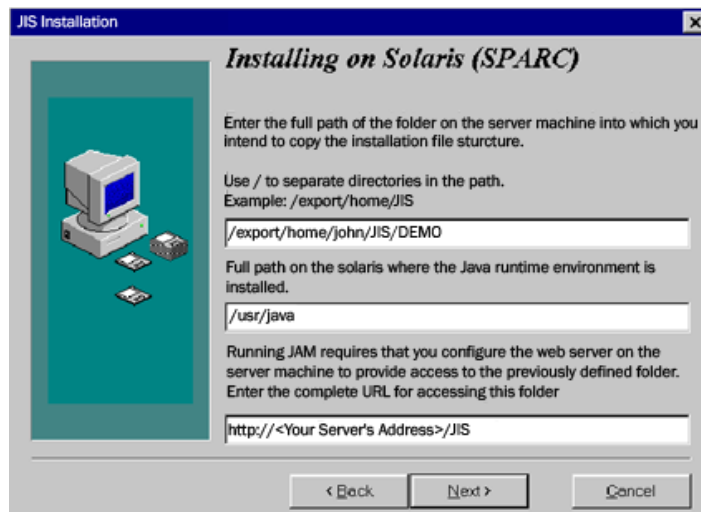 JIS Installation
Installing on Solaris (SPARC)
Enter the full path of the folder on the server machine into which you
intend to copy the installation file sturcture.
Use / to separate directories in the path.
Example: /export/home/JIS
/export/home/john/JIS/DEMO
Full path on the solaris where the Java runtime environment is
installed.
/usr/java
Running JAM requires that you configure the web server on the
server machine to provide access to the previously defined folder.
Enter the complete URL for accessing this folder
http://<Your Server's Address>/JIS
< Back
Next >
Cancel